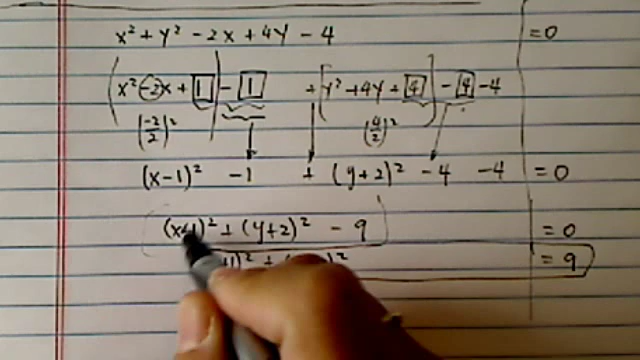 x² + y² - 2x + 4y - 4 = 0
(x² - 2x + 1) - 1 + (y² + 4y + 4) - 4 - 4
(-2/2)² (4/2)²
(x-1)² - 1 + (y+2)² - 4 - 4 = 0
(x-1)² + (y+2)² - 9 = 0
= 9